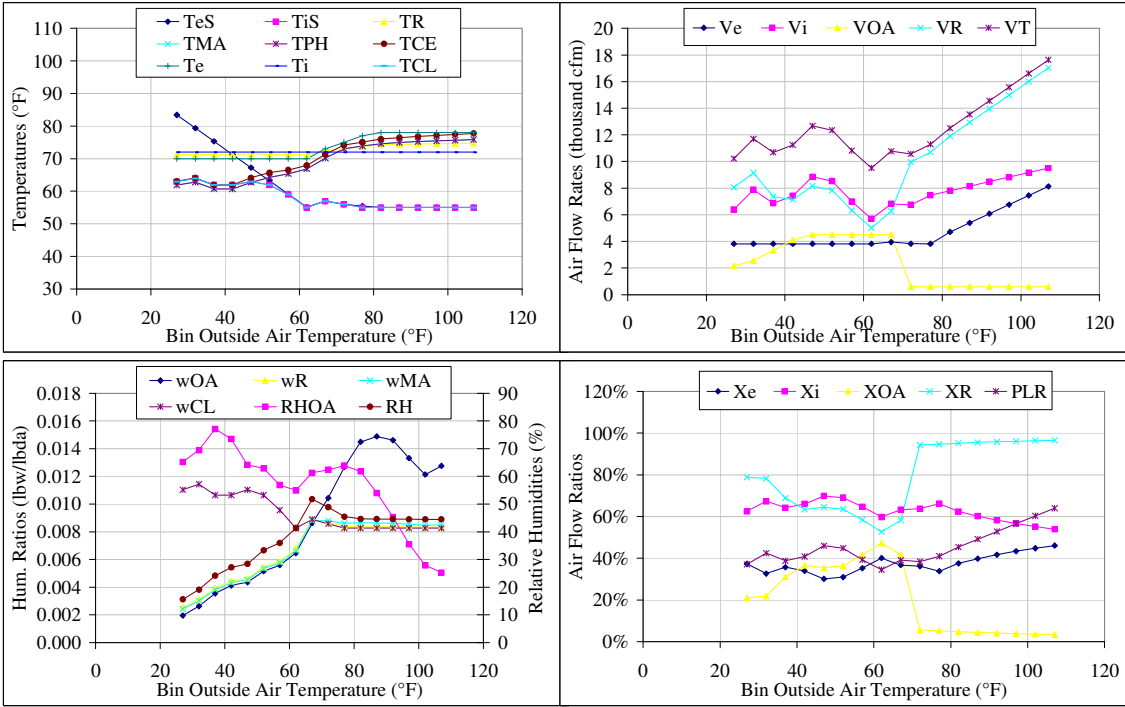 TeS TiS TR
TMA TPH TCE
Te Ti TCL
Temperatures (°F)
110
100
90
80
70
60
50
40
30
20 40 60 80 100 120
Bin Outside Air Temperature (°F)
Ve Vi VOA VR VT
Air Flow Rates (thousand cfm)
20
18
16
14
12
10
8
6
4
2
0
0 20 40 60 80 100 120
Bin Outside Air Temperature (°F)
wOA wR wMA
wCL RHOA RH
Hum. Ratios (lbw/lbda)
0.018
0.016
0.014
0.012
0.010
0.008
0.006
0.004
0.002
0.000
90
80
70
60
50
40
30
20
10
0
Relative Humidities (%)
0 20 40 60 80 100 120
Bin Outside Air Temperature (°F)
Xe Xi XOA XR PLR
Air Flow Ratios
120%
100%
80%
60%
40%
20%
0%
0 20 40 60 80 100 120
Bin Outside Air Temperature (°F)